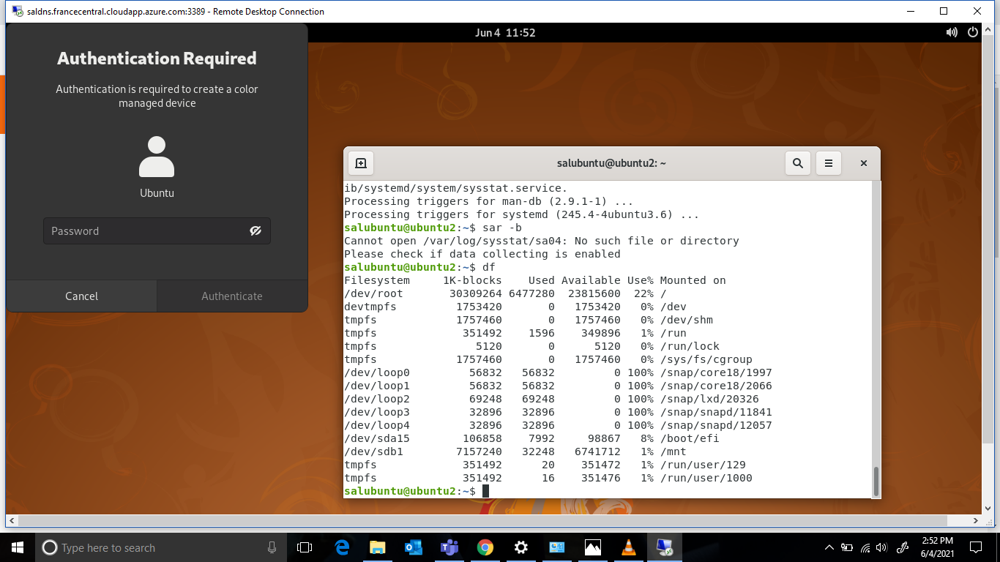 saldns.francecentral.cloudapp.azure.com:3389 - Remote Desktop Connection
Jun 4 11:52
Authentication Required
Authentication is required to create a color
managed device
Ubuntu
Password
Cancel
Authenticate
salubuntu@ubuntu2: ~
ib/systemd/system/sysstat.service.
Processing triggers for man-db (2.9.1-1) ...
Processing triggers for systemd (245.4-4ubuntu3.6) ...
salubuntu@ubuntu2:~$ sar -b
Cannot open /var/log/sysstat/sa04: No such file or directory
Please check if data collecting is enabled
salubuntu@ubuntu2:~$ df
Filesystem     1K-blocks    Used Available Use% Mounted on
/dev/root       30309264 6477280  23815600  22% /
devtmpfs         1753420       0   1753420   0% /dev
tmpfs            1757460       0   1757460   0% /dev/shm
tmpfs             351492    1596    349896   1% /run
tmpfs               5120       0      5120   0% /run/lock
tmpfs            1757460       0   1757460   0% /sys/fs/cgroup
/dev/loop0         56832   56832         0 100% /snap/core18/1997
/dev/loop1         56832   56832         0 100% /snap/core18/2066
/dev/loop2         69248   69248         0 100% /snap/lxd/20326
/dev/loop3         32896   32896         0 100% /snap/snapd/11841
/dev/loop4         32896   32896         0 100% /snap/snapd/12057
/dev/sda15        106858    7992     98867   8% /boot/efi
/dev/sdb1        7157240   32248   6741712   1% /mnt
tmpfs             351492      20    351472   1% /run/user/129
tmpfs             351492      16    351476   1% /run/user/1000
salubuntu@ubuntu2:~$
Type here to search
2:52 PM
6/4/2021